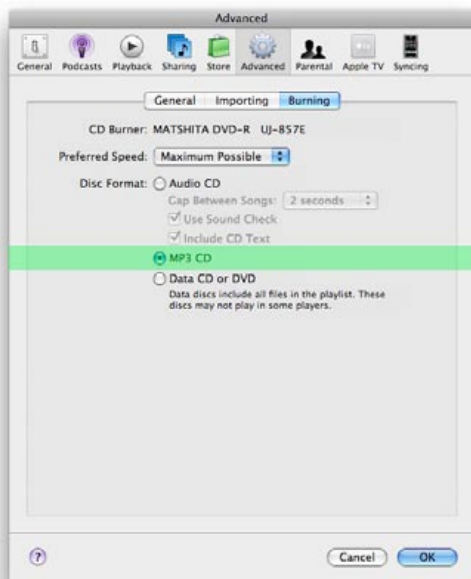 Advanced
General Podcasts Playback Sharing Store Advanced Parental Apple TV Syncing
General Importing Burning
CD Burner: MATSHITA DVD-R UJ-857E
Preferred Speed: Maximum Possible
Disc Format: Audio CD
Gap Between Songs: 2 seconds
Use Sound Check
Include CD Text
MP3 CD
Data CD or DVD
Data discs include all files in the playlist. These
discs may not play in some players.
? Cancel OK